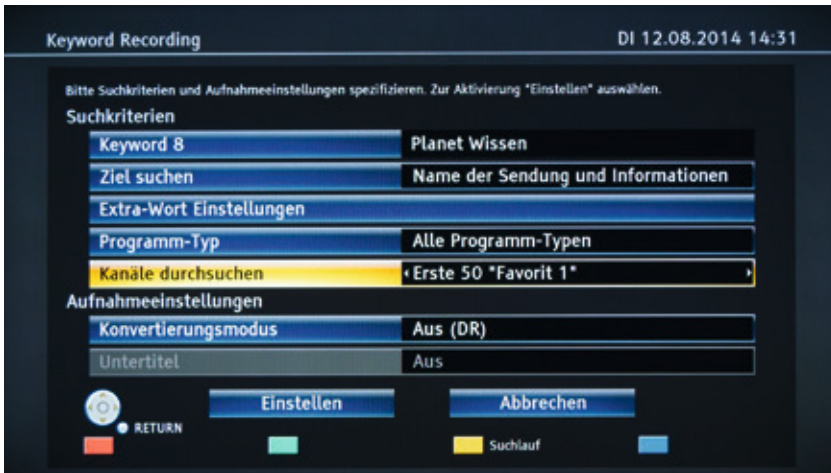 Keyword Recording DI 12.08.2014 14:31
Bitte Suchkriterien und Aufnahmeeinstellungen spezifizieren. Zur Aktivierung "Einstellen" auswählen.
Suchkriterien
Keyword 8 Planet Wissen
Ziel suchen Name der Sendung und Informationen
Extra-Wort Einstellungen
Programm-Typ Alle Programm-Typen
Kanäle durchsuchen Erste 50 "Favorit 1"
Aufnahmeeinstellungen
Konvertierungsmodus Aus (DR)
Untertitel Aus
Einstellen Abbrechen
RETURN
Suchlauf